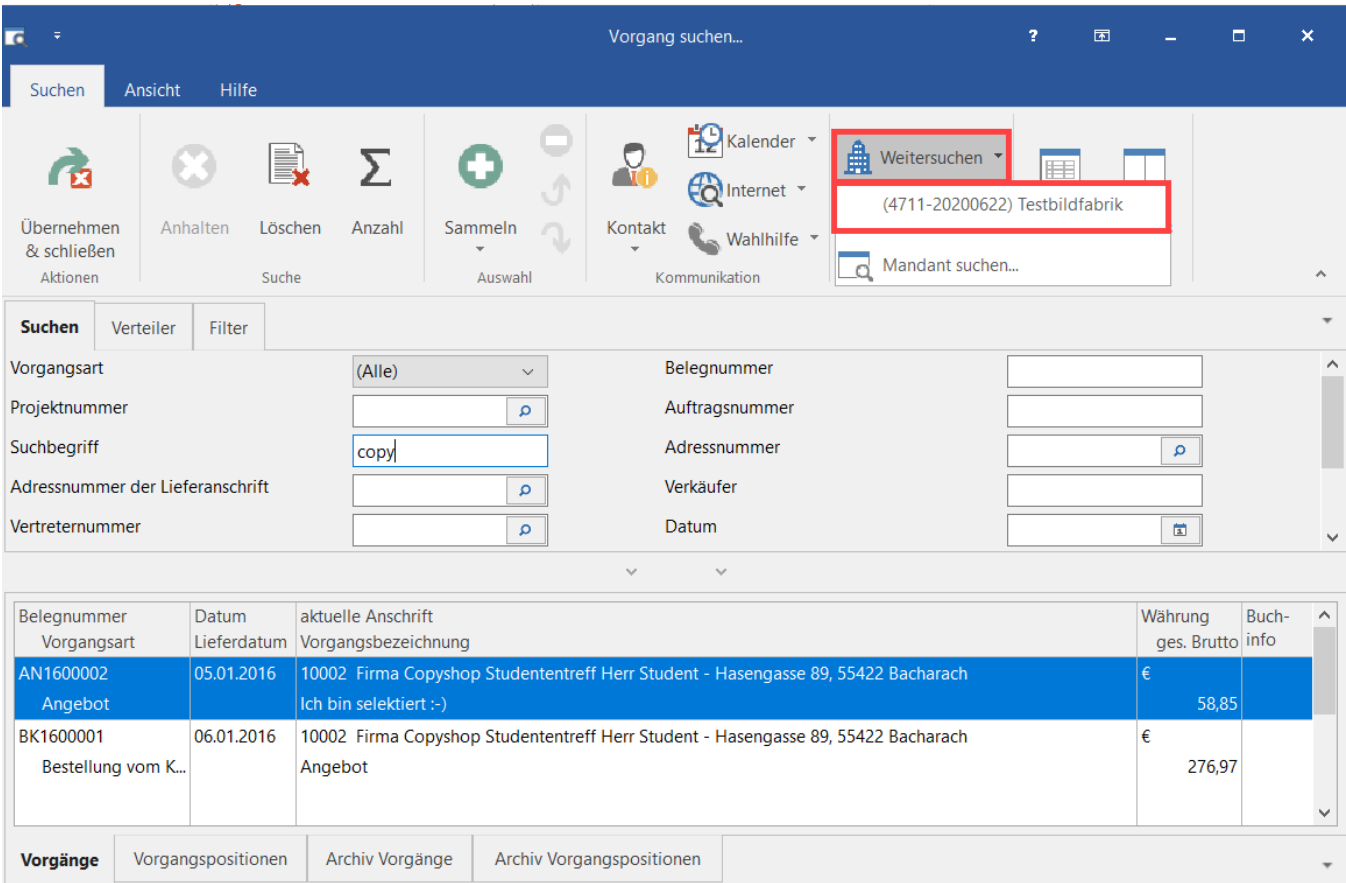 Vorgang suchen...
Suchen Ansicht Hilfe
Kalender
Weitersuchen
Internet
(4711-20200622) Testbildfabrik
Übernehmen & schließen
Anhalten
Löschen
Anzahl
Sammeln
Kontakt
Wahlhilfe
Mandant suchen...
Aktionen Suche Auswahl Kommunikation
Suchen Verteiler Filter
Vorgangsart (Alle) Belegnummer
Projektnummer Auftragsnummer
Suchbegriff copy Adressnummer
Adressnummer der Lieferanschrift Verkäufer
Vertreternummer Datum
Belegnummer Datum aktuelle Anschrift Währung Buch-
Vorgangsart Lieferdatum Vorgangsbezeichnung ges. Brutto info
AN1600002 05.01.2016 10002 Firma Copyshop Studententreff Herr Student - Hasengasse 89, 55422 Bacharach €
Angebot Ich bin selektiert :-) 58,85
BK1600001 06.01.2016 10002 Firma Copyshop Studententreff Herr Student - Hasengasse 89, 55422 Bacharach €
Bestellung vom K... Angebot 276,97
Vorgänge Vorgangspositionen Archiv Vorgänge Archiv Vorgangspositionen